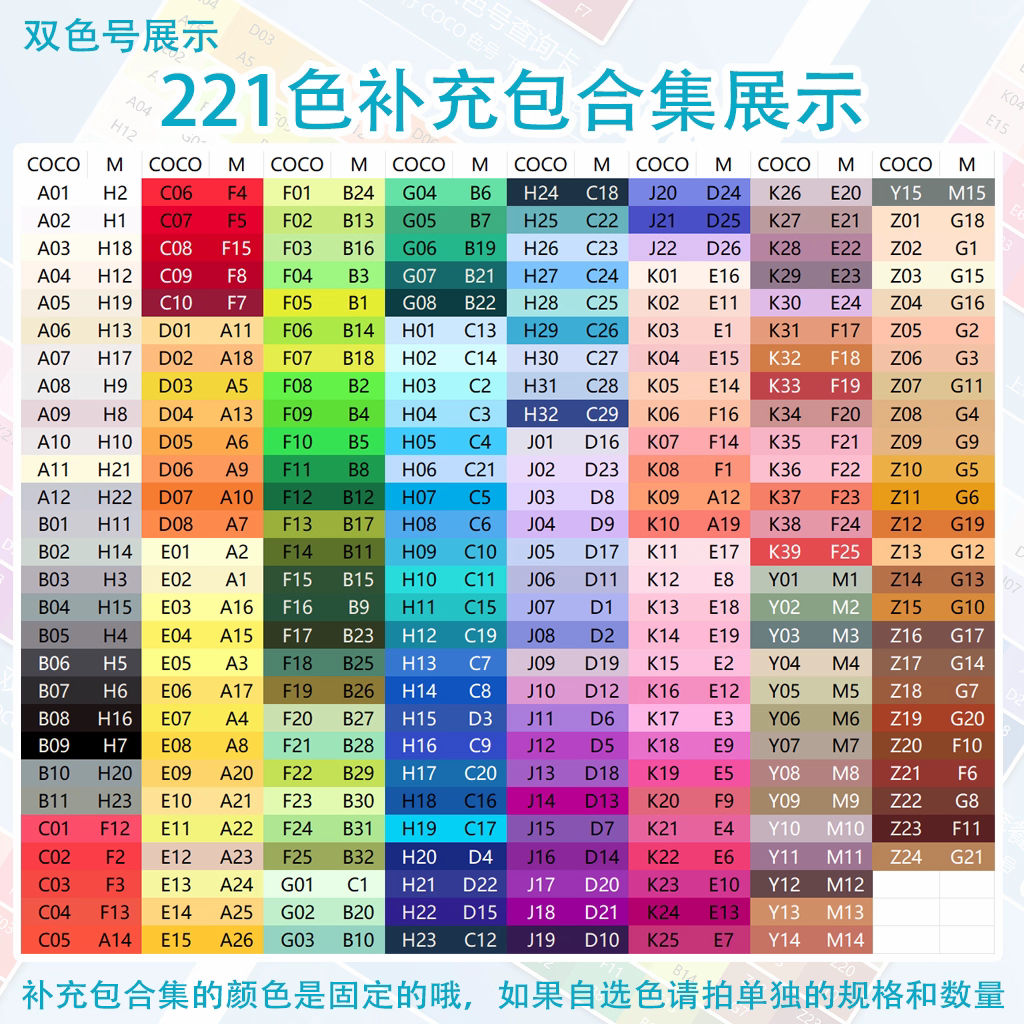 双色号展示
221色补充包合集展示
COCO M COCO M COCO M COCO M COCO M COCO M COCO M COCO M
A01 H2 C06 F4 F01 B24 G04 B6 H24 C18 J20 D24 K26 E20 Y15 M15
A02 H1 C07 F5 F02 B13 G05 B7 H25 C22 J21 D25 K27 E21 Z01 G18
A03 H18 C08 F15 F03 B16 G06 B19 H26 C23 J22 D26 K28 E22 Z02 G1
A04 H12 C09 F8 F04 B3 G07 B21 H27 C24 K01 E16 K29 E23 Z03 G15
A05 H19 C10 F7 F05 B1 G08 B22 H28 C25 K02 E11 K30 E24 Z04 G16
A06 H13 D01 A11 F06 B14 H01 C13 H29 C26 K03 E1 K31 F17 Z05 G2
A07 H17 D02 A18 F07 B18 H02 C14 H30 C27 K04 E15 K32 F18 Z06 G3
A08 H9 D03 A5 F08 B2 H03 C2 H31 C28 K05 E14 K33 F19 Z07 G11
A09 H8 D04 A13 F09 B4 H04 C3 H32 C29 K06 F16 K34 F20 Z08 G4
A10 H10 D05 A6 F10 B5 H05 C4 J01 D16 K07 F14 K35 F21 Z09 G9
A11 H21 D06 A9 F11 B8 H06 C21 J02 D23 K08 F1 K36 F22 Z10 G5
A12 H22 D07 A10 F12 B12 H07 C5 J03 D8 K09 A12 K37 F23 Z11 G6
B01 H11 D08 A7 F13 B17 H08 C6 J04 D9 K10 A19 K38 F24 Z12 G19
B02 H14 E01 A2 F14 B11 H09 C10 J05 D17 K11 E17 K39 F25 Z13 G12
B03 H3 E02 A1 F15 B15 H10 C11 J06 D11 K12 E8 Y01 M1 Z14 G13
B04 H15 E03 A16 F16 B9 H11 C15 J07 D1 K13 E18 Y02 M2 Z15 G10
B05 H4 E04 A15 F17 B23 H12 C19 J08 D2 K14 E19 Y03 M3 Z16 G17
B06 H5 E05 A3 F18 B25 H13 C7 J09 D19 K15 E2 Y04 M4 Z17 G14
B07 H6 E06 A17 F19 B26 H14 C8 J10 D12 K16 E12 Y05 M5 Z18 G7
B08 H16 E07 A4 F20 B27 H15 D3 J11 D6 K17 E3 Y06 M6 Z19 G20
B09 H7 E08 A8 F21 B28 H16 C9 J12 D5 K18 E9 Y07 M7 Z20 F10
B10 H20 E09 A20 F22 B29 H17 C20 J13 D18 K19 E5 Y08 M8 Z21 F6
B11 H23 E10 A21 F23 B30 H18 C16 J14 D13 K20 F9 Y09 M9 Z22 G8
C01 F12 E11 A22 F24 B31 H19 C17 J15 D7 K21 E4 Y10 M10 Z23 F11
C02 F2 E12 A23 F25 B32 H20 D4 J16 D14 K22 E6 Y11 M11 Z24 G21
C03 F3 E13 A24 G01 C1 H21 D22 J17 D20 K23 E10 Y12 M12
C04 F13 E14 A25 G02 B20 H22 D15 J18 D21 K24 E13 Y13 M13
C05 A14 E15 A26 G03 B10 H23 C12 J19 D10 K25 E7 Y14 M14
补充包合集的颜色是固定的哦，如果自选色请拍单独的规格和数量